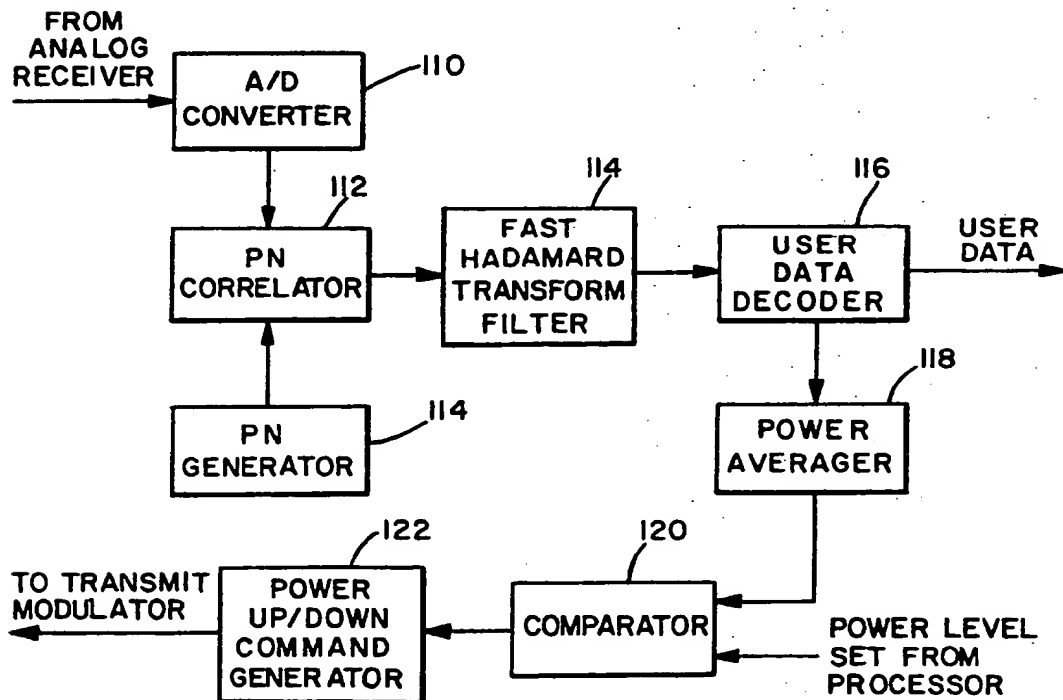 FROM
ANALOG
RECEIVER
A/D
CONVERTER
110
112
PN
CORRELATOR
114
FAST
HADAMARD
TRANSFORM
FILTER
116
USER
DATA
DECODER
USER
DATA
114
PN
GENERATOR
118
POWER
AVERAGER
122
POWER
UP/DOWN
COMMAND
GENERATOR
120
COMPARATOR
TO TRANSMIT
MODULATOR
POWER LEVEL
SET FROM
PROCESSOR